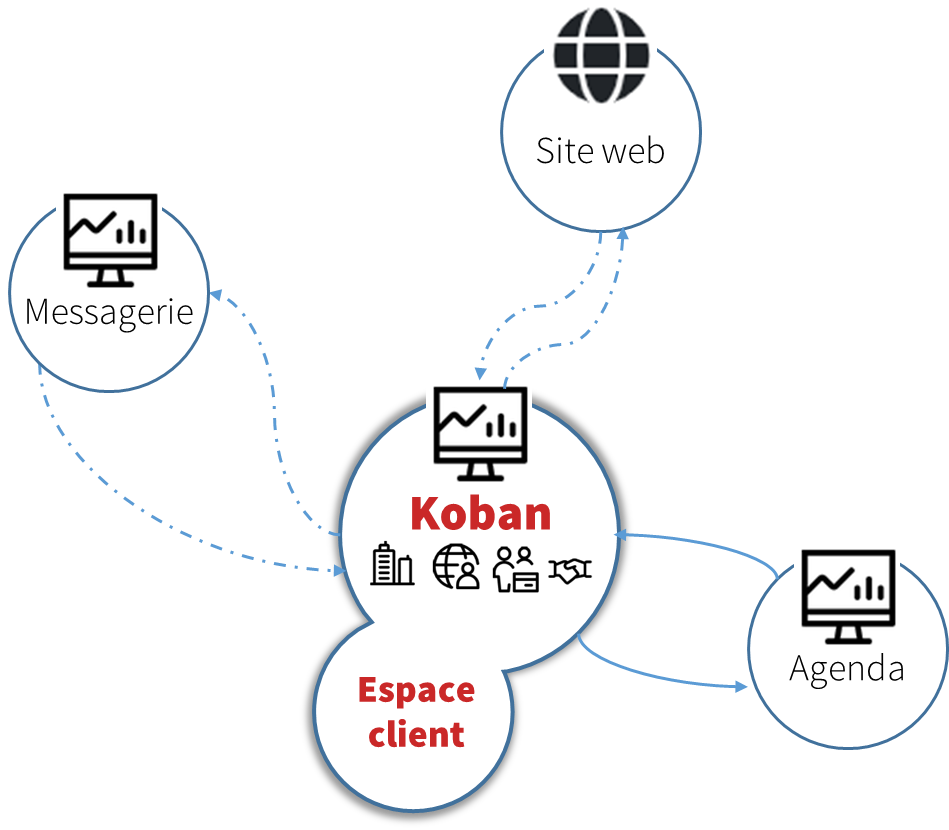 Site web
Messagerie
Koban
Agenda
Espace
client